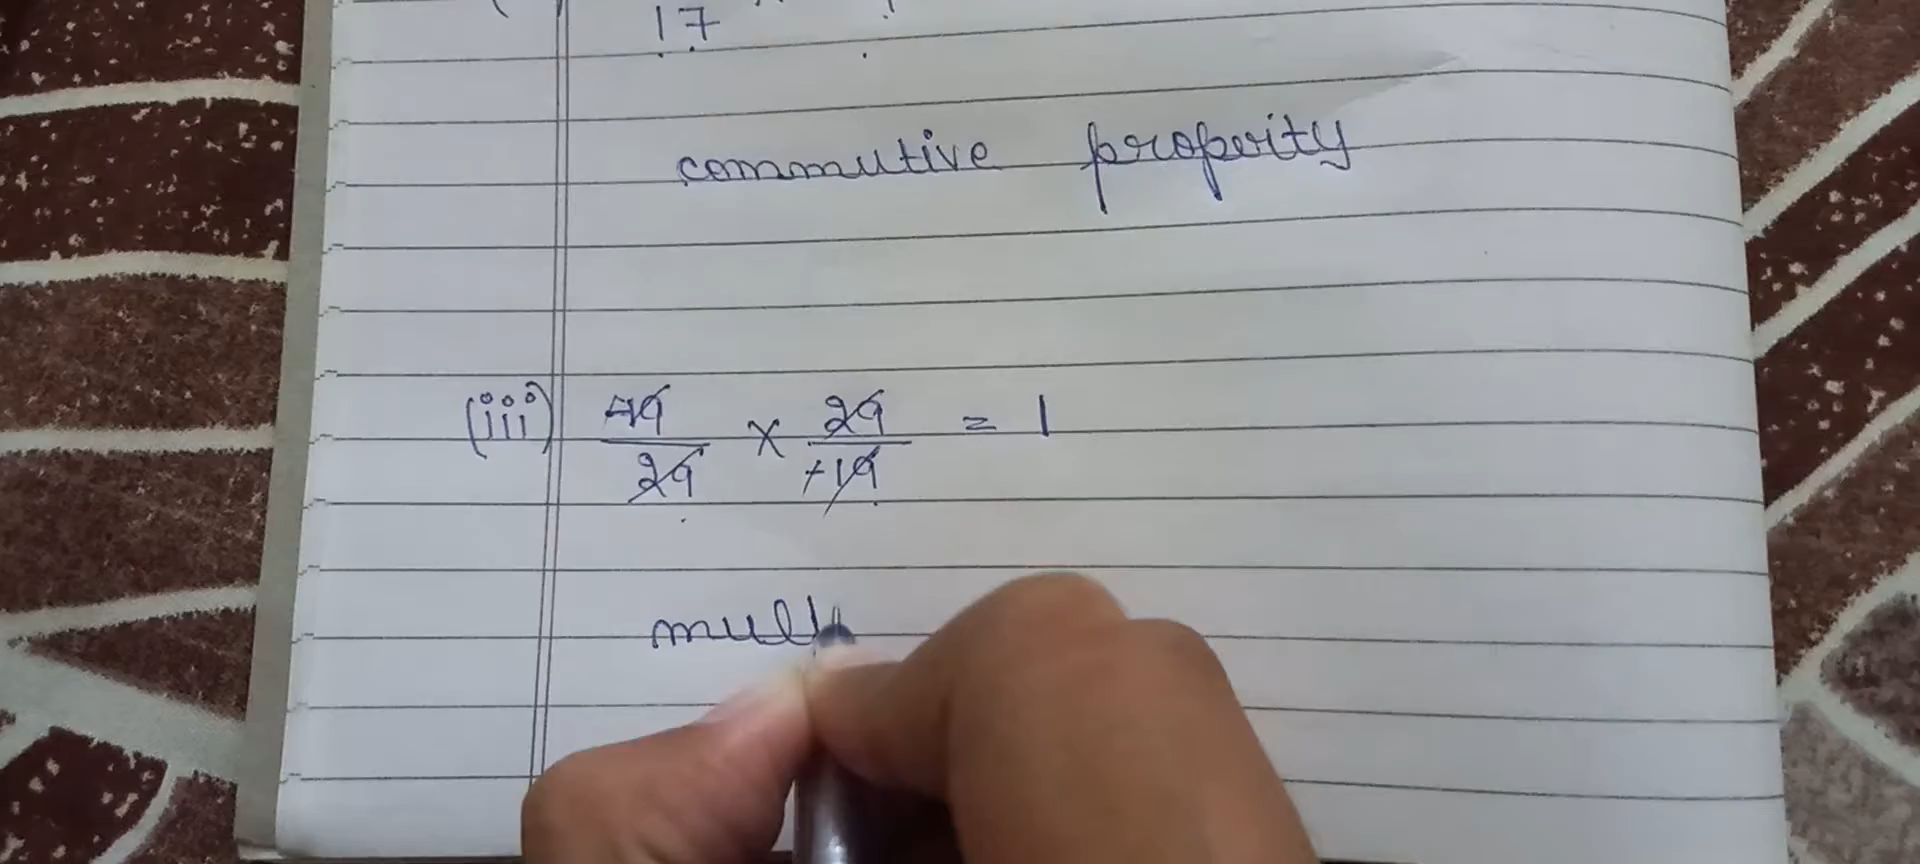 17
commutive properity
(iii) -19/29 × 29/-19 = 1
mult